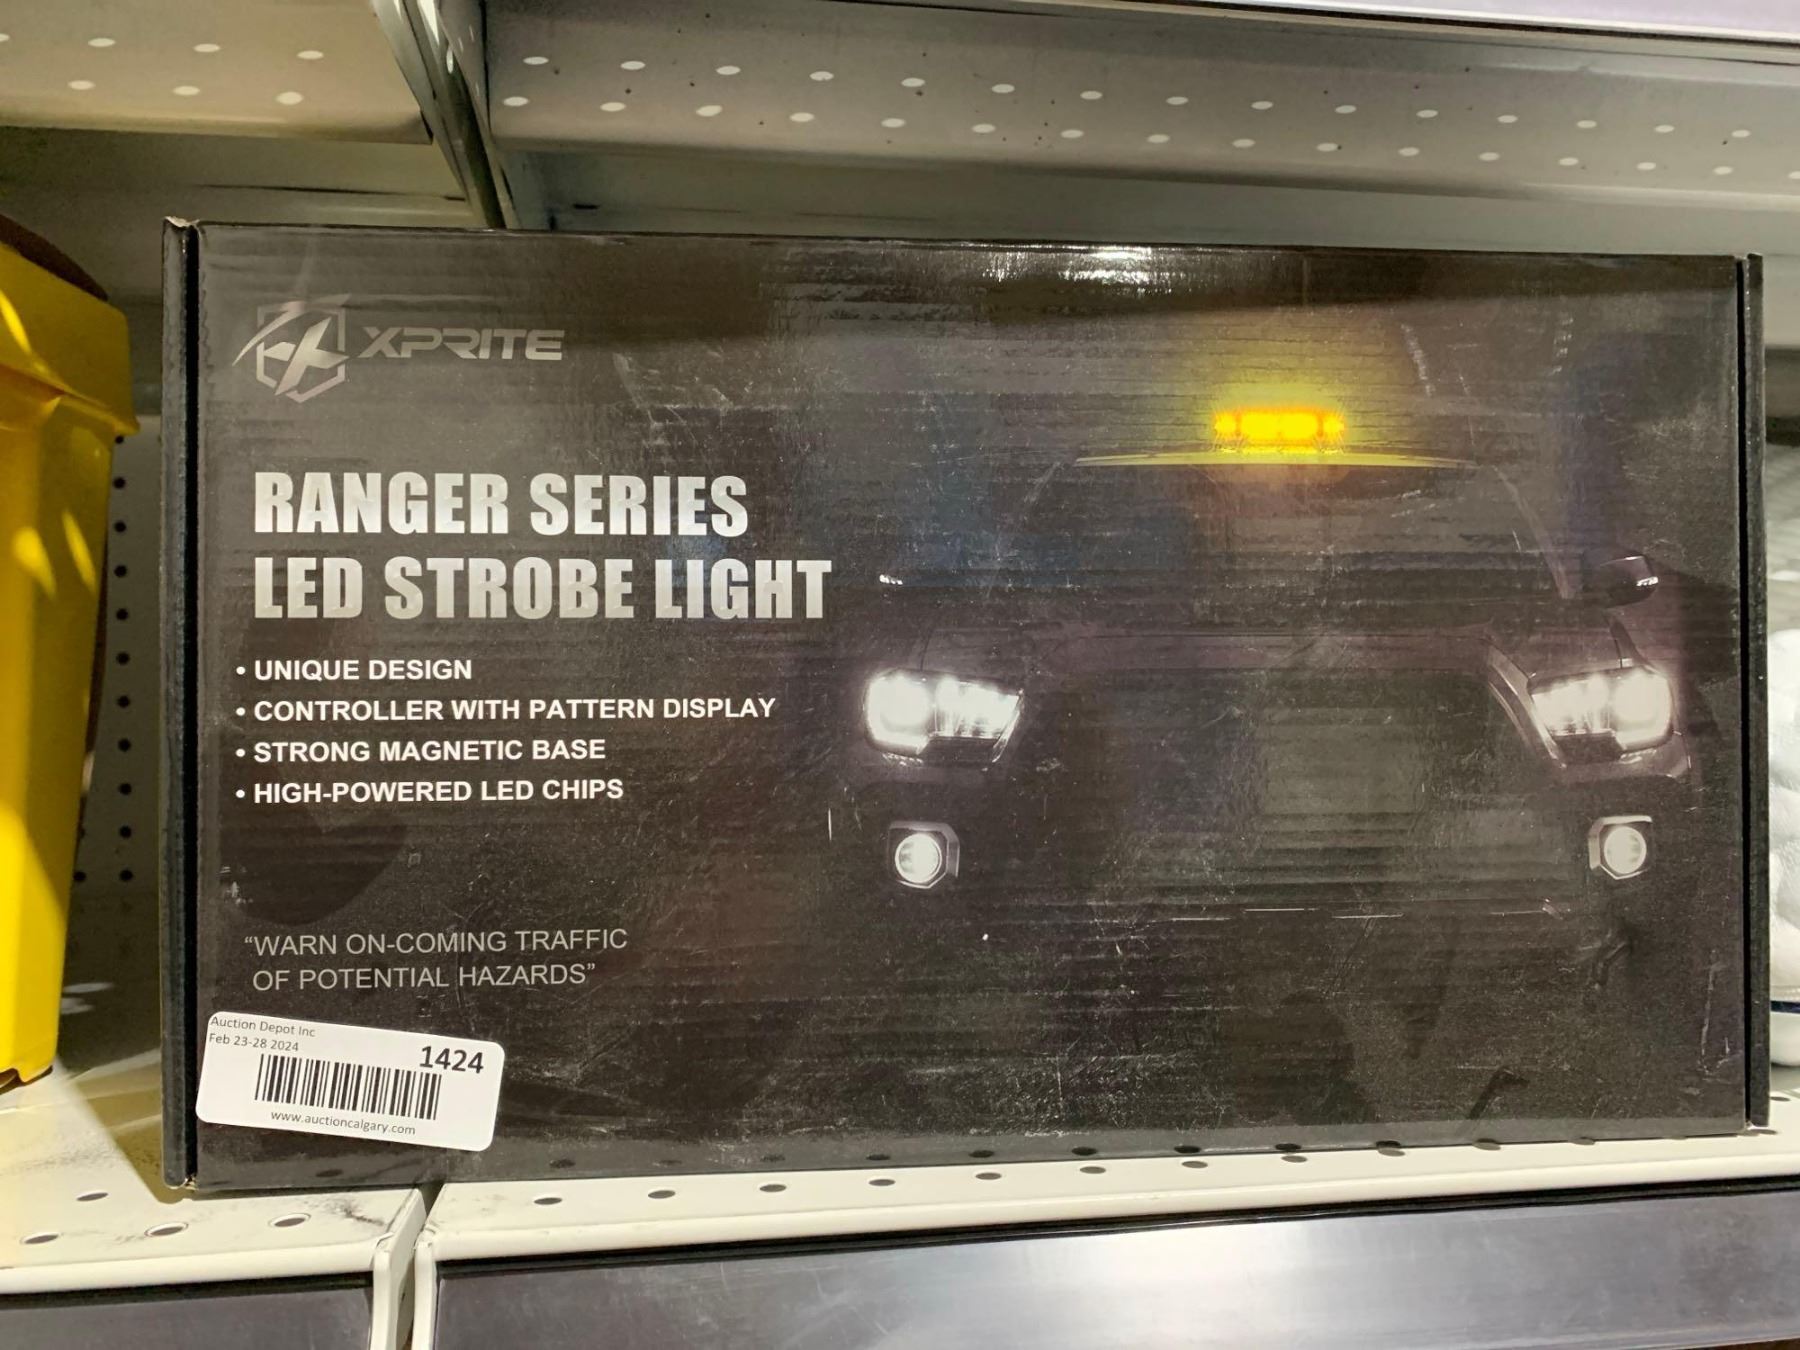 XPRITE
RANGER SERIES
LED STROBE LIGHT
• UNIQUE DESIGN
• CONTROLLER WITH PATTERN DISPLAY
• STRONG MAGNETIC BASE
• HIGH-POWERED LED CHIPS
“WARN ON-COMING TRAFFIC
OF POTENTIAL HAZARDS”
Auction Depot Inc
Feb 23-28 2024
1424
www.auctioncalgary.com